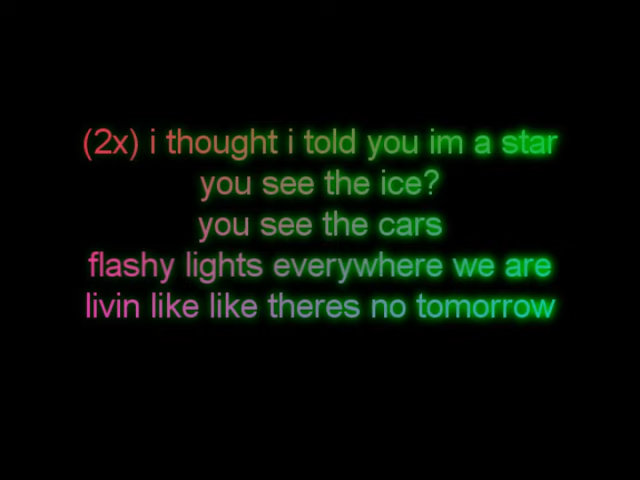 (2x) i thought i told you im a star
you see the ice?
you see the cars
flashy lights everywhere we are
livin like like theres no tomorrow